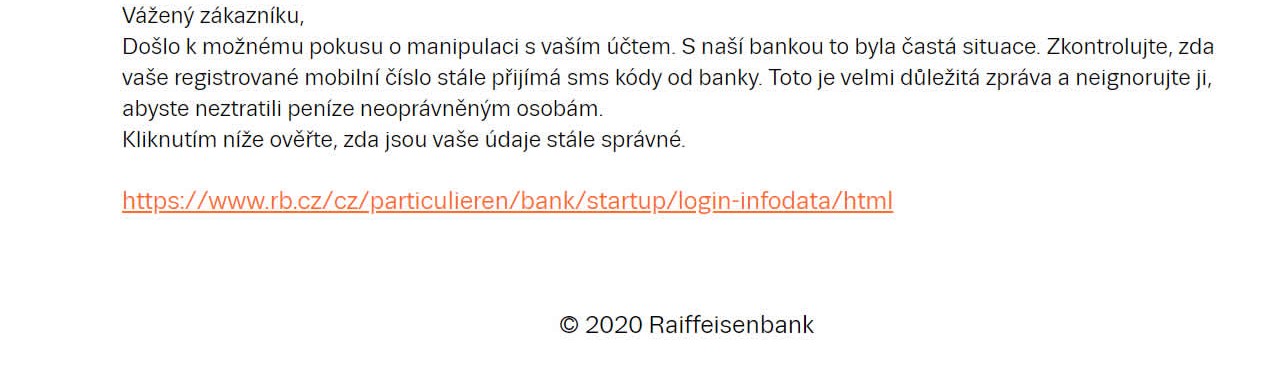 Vážený zákazníku,
Došlo k možnému pokusu o manipulaci s vaším účtem. S naší bankou to byla častá situace. Zkontrolujte, zda
vaše registrované mobilní číslo stále přijímá sms kódy od banky. Toto je velmi důležitá zpráva a neignorujte ji,
abyste neztratili peníze neoprávněným osobám.
Kliknutím níže ověřte, zda jsou vaše údaje stále správné.
https://www.rb.cz/cz/particulieren/bank/startup/login-infodata/html
© 2020 Raiffeisenbank